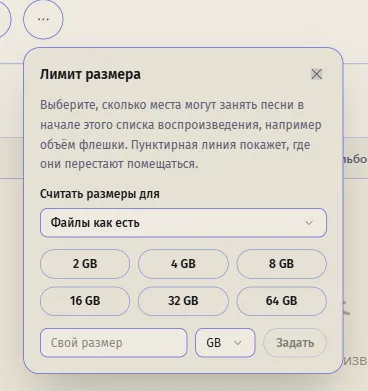 ...
Лимит размера
Выберите, сколько места могут занять песни в
начале этого списка воспроизведения, например
объём флешки. Пунктирная линия покажет, где
они перестают помещаться.
Считать размеры для
Файлы как есть
2 GB 4 GB 8 GB
16 GB 32 GB 64 GB
Свой размер GB Задать